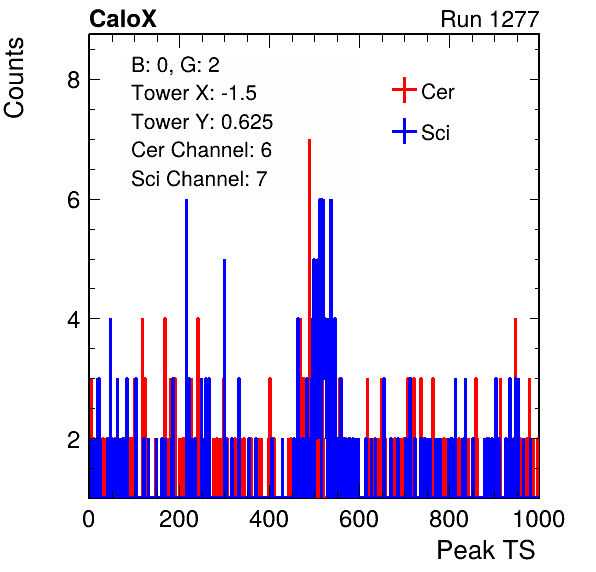 CaloX Run 1277
B: 0, G: 2
Tower X: -1.5
Tower Y: 0.625
Cer Channel: 6
Sci Channel: 7
Cer
Sci
Counts
8
6
4
2
0 200 400 600 800 1000
Peak TS